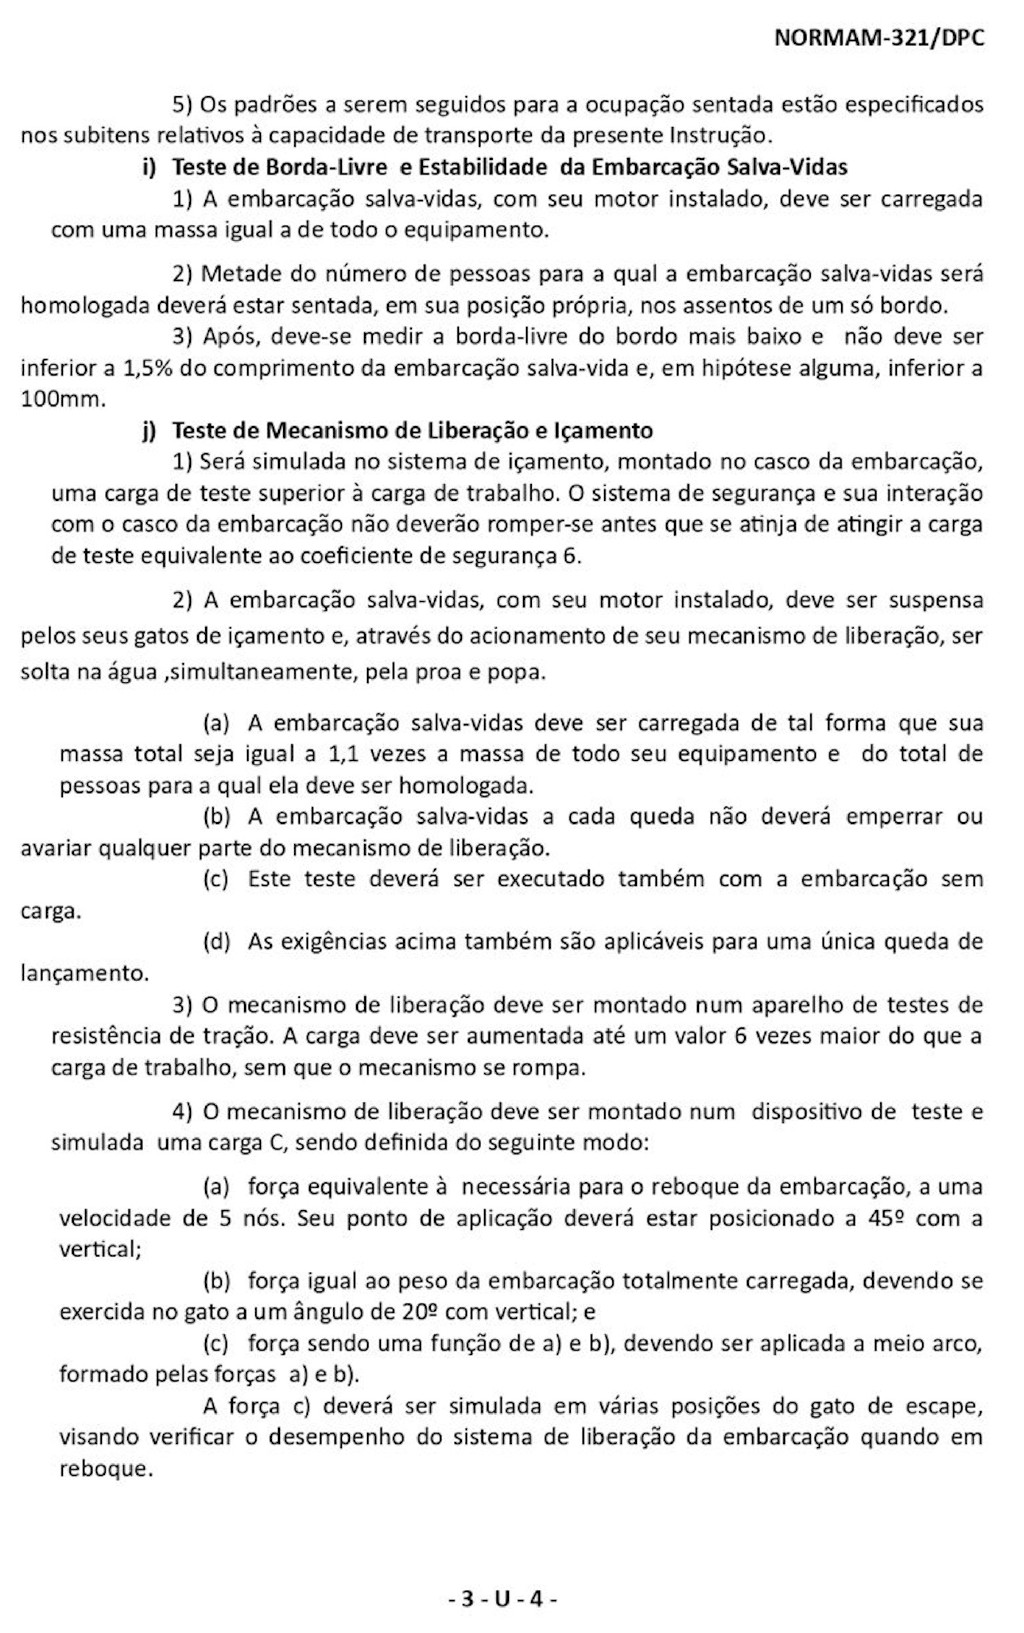 NORMAM-321/DPC
5) Os padrões a serem seguidos para a ocupação sentada estão especificados
nos subitens relativos à capacidade de transporte da presente Instrução.
i) Teste de Borda-Livre e Estabilidade da Embarcação Salva-Vidas
1) A embarcação salva-vidas, com seu motor instalado, deve ser carregada
com uma massa igual a de todo o equipamento.
2) Metade do número de pessoas para a qual a embarcação salva-vidas será
homologada deverá estar sentada, em sua posição própria, nos assentos de um só bordo.
3) Após, deve-se medir a borda-livre do bordo mais baixo e não deve ser
inferior a 1,5% do comprimento da embarcação salva-vida e, em hipótese alguma, inferior a
100mm.
j) Teste de Mecanismo de Liberação e Içamento
1) Será simulada no sistema de içamento, montado no casco da embarcação,
uma carga de teste superior à carga de trabalho. O sistema de segurança e sua interação
com o casco da embarcação não deverão romper-se antes que se atinja de atingir a carga
de teste equivalente ao coeficiente de segurança 6.
2) A embarcação salva-vidas, com seu motor instalado, deve ser suspensa
pelos seus gatos de içamento e, através do acionamento de seu mecanismo de liberação, ser
solta na água ,simultaneamente, pela proa e popa.
(a) A embarcação salva-vidas deve ser carregada de tal forma que sua
massa total seja igual a 1,1 vezes a massa de todo seu equipamento e do total de
pessoas para a qual ela deve ser homologada.
(b) A embarcação salva-vidas a cada queda não deverá emperrar ou
avariar qualquer parte do mecanismo de liberação.
(c) Este teste deverá ser executado também com a embarcação sem
carga.
(d) As exigências acima também são aplicáveis para uma única queda de
lançamento.
3) O mecanismo de liberação deve ser montado num aparelho de testes de
resistência de tração. A carga deve ser aumentada até um valor 6 vezes maior do que a
carga de trabalho, sem que o mecanismo se rompa.
4) O mecanismo de liberação deve ser montado num dispositivo de teste e
simulada uma carga C, sendo definida do seguinte modo:
(a) força equivalente à necessária para o reboque da embarcação, a uma
velocidade de 5 nós. Seu ponto de aplicação deverá estar posicionado a 45º com a
vertical;
(b) força igual ao peso da embarcação totalmente carregada, devendo se
exercida no gato a um ângulo de 20º com vertical; e
(c) força sendo uma função de a) e b), devendo ser aplicada a meio arco,
formado pelas forças a) e b).
A força c) deverá ser simulada em várias posições do gato de escape,
visando verificar o desempenho do sistema de liberação da embarcação quando em
reboque.
- 3 - U - 4 -